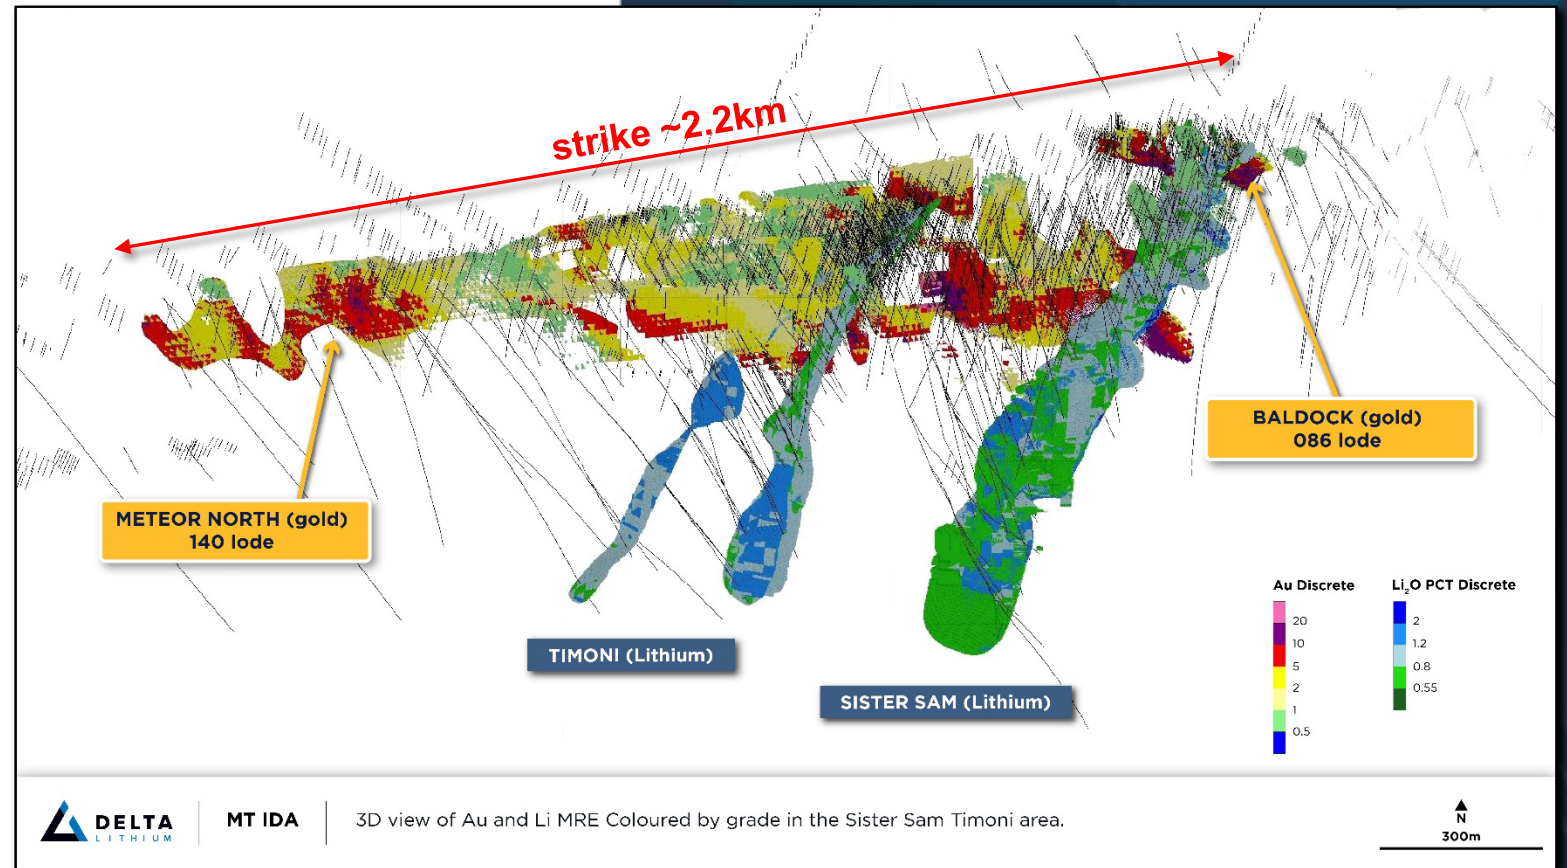 strike ~2.2km
BALDOCK (gold)
086 lode
METEOR NORTH (gold)
140 lode
TIMONI (Lithium)
SISTER SAM (Lithium)
Au Discrete
20
10
5
2
1
0.5
Li₂O PCT Discrete
2
1.2
0.8
0.55
DELTA
LITHIUM
MT IDA
3D view of Au and Li MRE Coloured by grade in the Sister Sam Timoni area.
N
300m